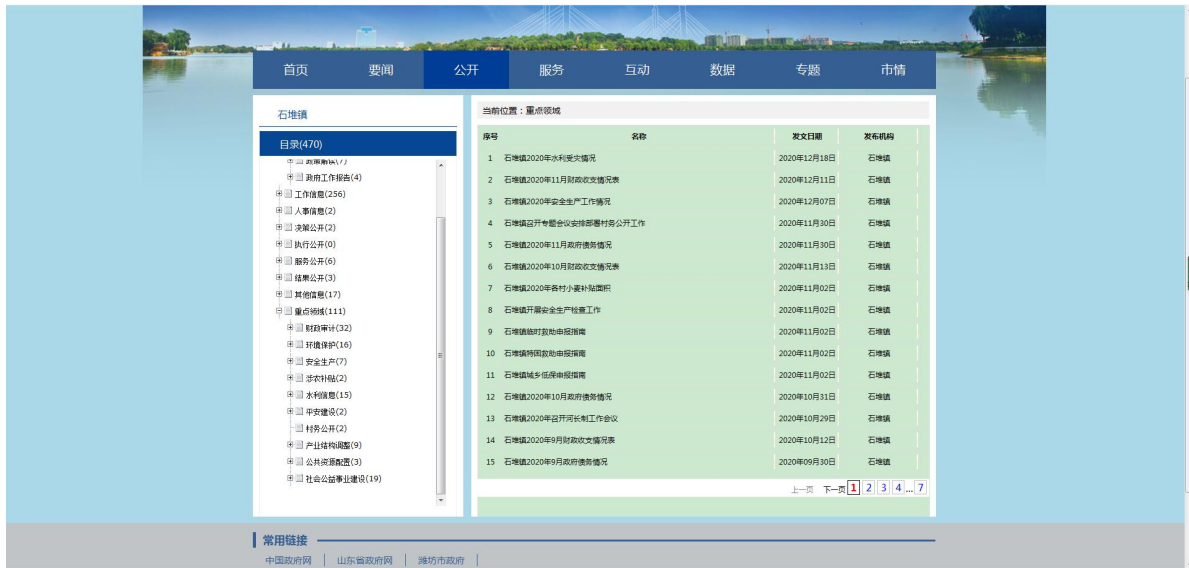 首页 要闻 公开 服务 互动 数据 专题 市情
石堆镇
目录(470)
政策解读(7)
政府工作报告(4)
工作信息(256)
人事信息(2)
决策公开(2)
执行公开(0)
服务公开(6)
结果公开(3)
其他信息(17)
重点领域(111)
财政审计(32)
环境保护(16)
安全生产(7)
涉农补贴(2)
水利信息(15)
平安建设(2)
村务公开(2)
产业结构调整(9)
公共资源配置(3)
社会公益事业建设(19)
当前位置：重点领域
序号 名称 发文日期 发布机构
1 石堆镇2020年水利受灾情况 2020年12月18日 石堆镇
2 石堆镇2020年11月财政收支情况表 2020年12月11日 石堆镇
3 石堆镇2020年安全生产工作情况 2020年12月07日 石堆镇
4 石堆镇召开专题会议安排部署村务公开工作 2020年11月30日 石堆镇
5 石堆镇2020年11月政府债务情况 2020年11月30日 石堆镇
6 石堆镇2020年10月财政收支情况表 2020年11月13日 石堆镇
7 石堆镇2020年各村小麦补贴面积 2020年11月02日 石堆镇
8 石堆镇开展安全生产检查工作 2020年11月02日 石堆镇
9 石堆镇临时救助申报指南 2020年11月02日 石堆镇
10 石堆镇特困救助申报指南 2020年11月02日 石堆镇
11 石堆镇城乡低保申报指南 2020年11月02日 石堆镇
12 石堆镇2020年10月政府债务情况 2020年10月31日 石堆镇
13 石堆镇2020年召开河长制工作会议 2020年10月29日 石堆镇
14 石堆镇2020年9月财政收支情况表 2020年10月12日 石堆镇
15 石堆镇2020年9月政府债务情况 2020年09月30日 石堆镇
上一页 下一页 1 2 3 4 ... 7
常用链接
中国政府网 山东省政府网 潍坊市政府